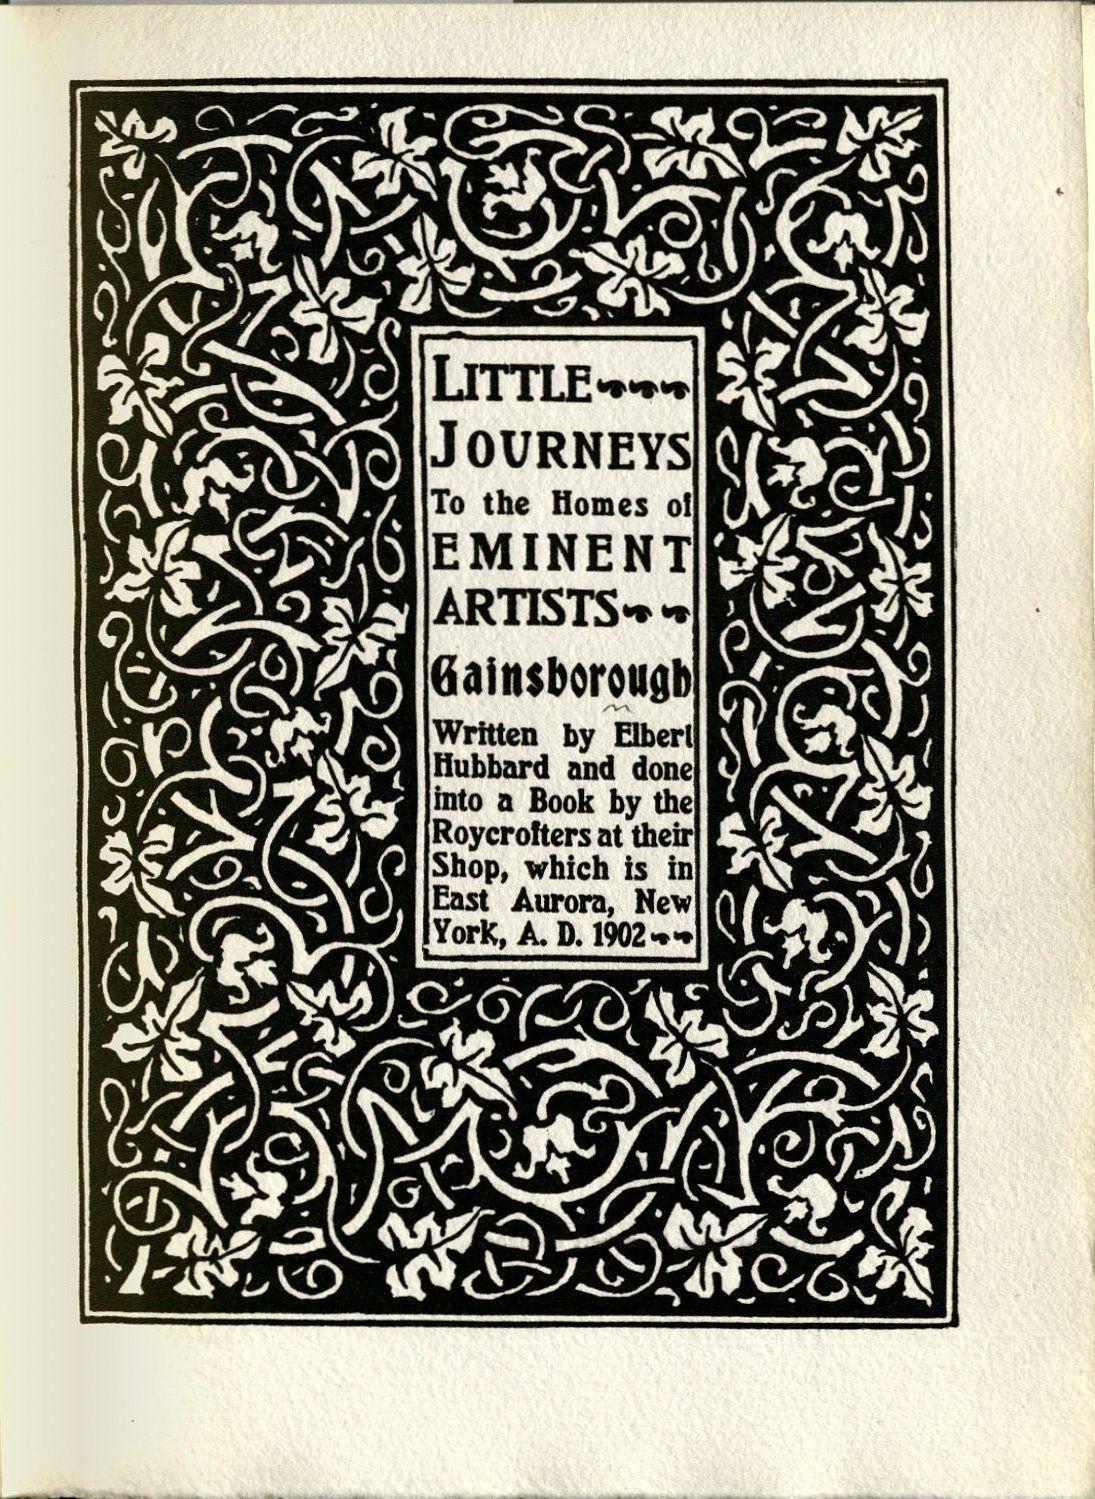 LITTLE
JOURNEYS
To the Homes of
EMINENT
ARTISTS
Gainsborough
Written by Elbert
Hubbard and done
into a Book by the
Roycrofters at their
Shop, which is in
East Aurora, New
York, A. D. 1902